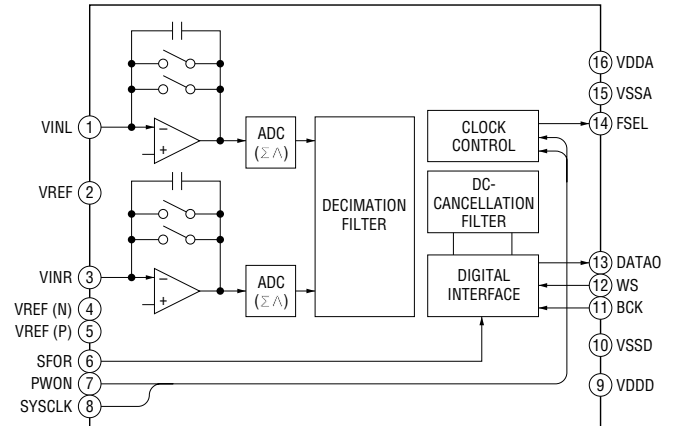 VINL 1
VREF 2
VINR 3
VREF (N) 4
VREF (P) 5
SFOR 6
PWON 7
SYSCLK 8
−
+
ADC
(ΣΛ)
−
+
ADC
(ΣΛ)
DECIMATION
FILTER
CLOCK
CONTROL
DC-
CANCELLATION
FILTER
DIGITAL
INTERFACE
16 VDDA
15 VSSA
14 FSEL
13 DATAO
12 WS
11 BCK
10 VSSD
9 VDDD